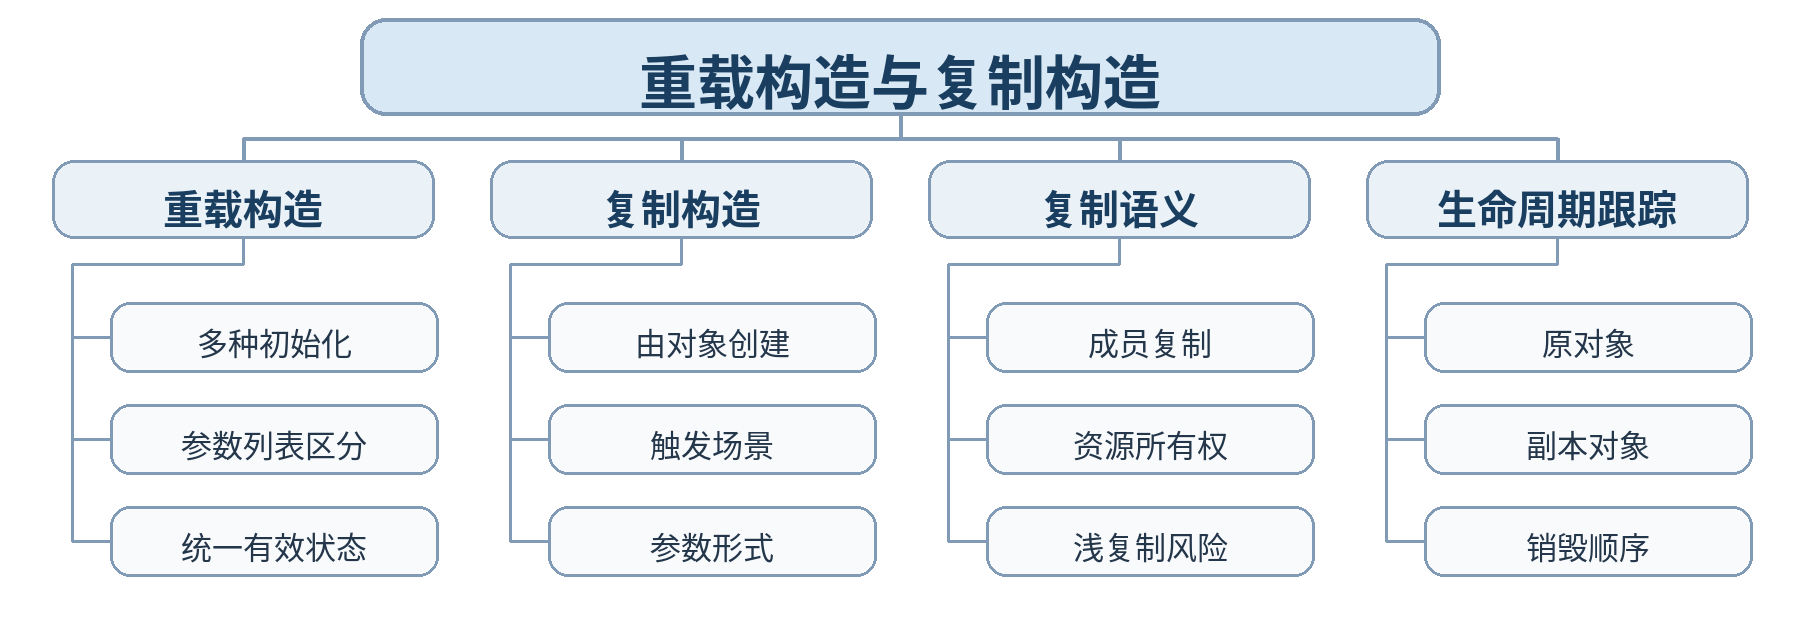 重载构造与复制构造
重载构造
复制构造
复制语义
生命周期跟踪
多种初始化
由对象创建
成员复制
原对象
参数列表区分
触发场景
资源所有权
副本对象
统一有效状态
参数形式
浅复制风险
销毁顺序